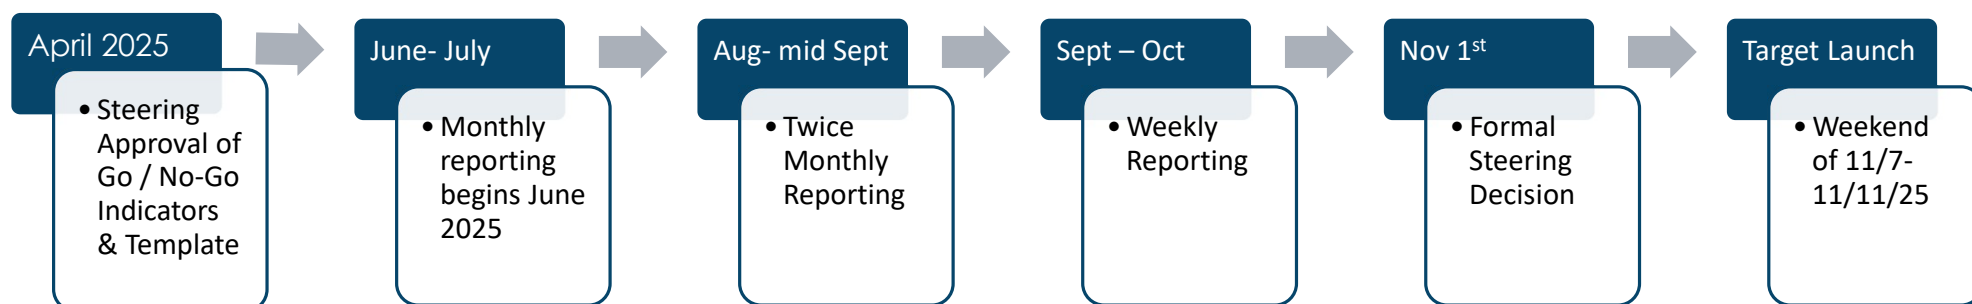 April 2025
• Steering
Approval of
Go / No-Go
Indicators
& Template
June- July
• Monthly
reporting
begins June
2025
Aug- mid Sept
• Twice
Monthly
Reporting
Sept – Oct
• Weekly
Reporting
Nov 1st
• Formal
Steering
Decision
Target Launch
• Weekend
of 11/7-
11/11/25